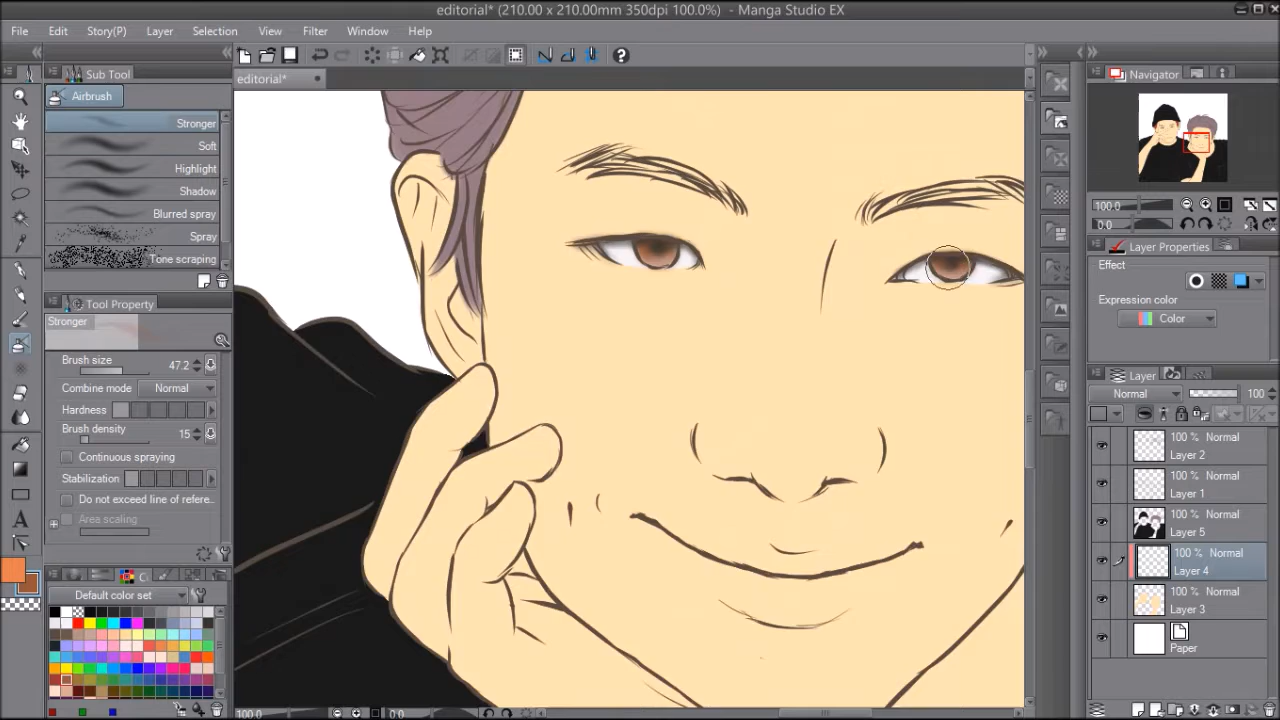 editorial* (210.00 x 210.00mm 350dpi 100.0%) - Manga Studio EX
File Edit Story(P) Layer Selection View Filter Window Help
editorial*
Sub Tool
Airbrush
Stronger
Soft
Highlight
Shadow
Blurred spray
Spray
Tone scraping
Tool Property
Stronger
Brush size 47.2
Combine mode Normal
Hardness
Brush density 15
Continuous spraying
Stabilization
Do not exceed line of refere..
Area scaling
Default color set
100.0 0.0
Navigator
100.0
0.0
Layer Properties
Effect
Expression color
Color
Layer
Normal 100
100 % Normal
Layer 2
100 % Normal
Layer 1
100 % Normal
Layer 5
100 % Normal
Layer 4
100 % Normal
Layer 3
Paper